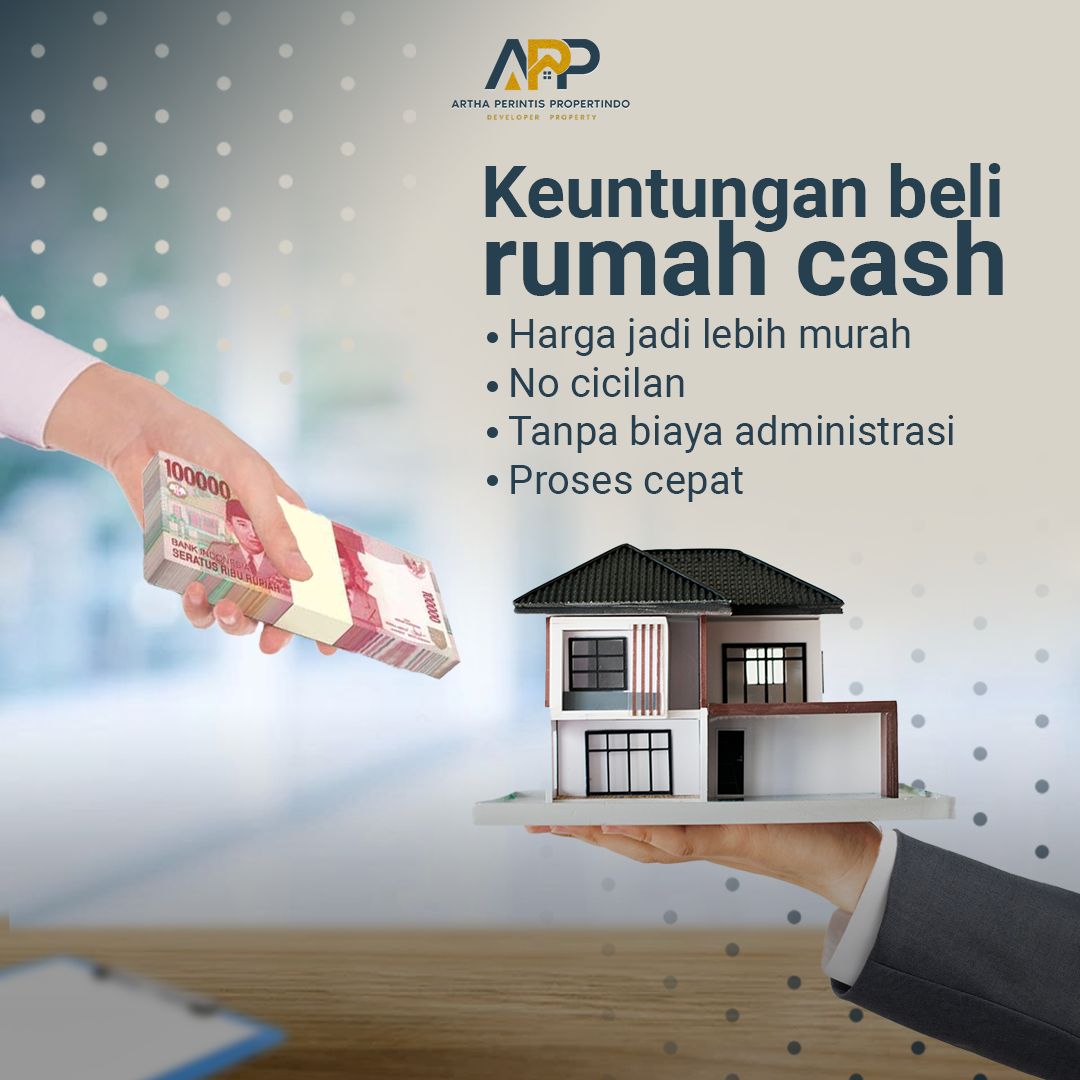 APP
ARTHA PERINTIS PROPERTINDO
DEVELOPER PROPERTY
Keuntungan beli
rumah cash
• Harga jadi lebih murah
• No cicilan
• Tanpa biaya administrasi
• Proses cepat
100000
BANK INDONESIA
SERATUS RIBU RUPIAH
100000